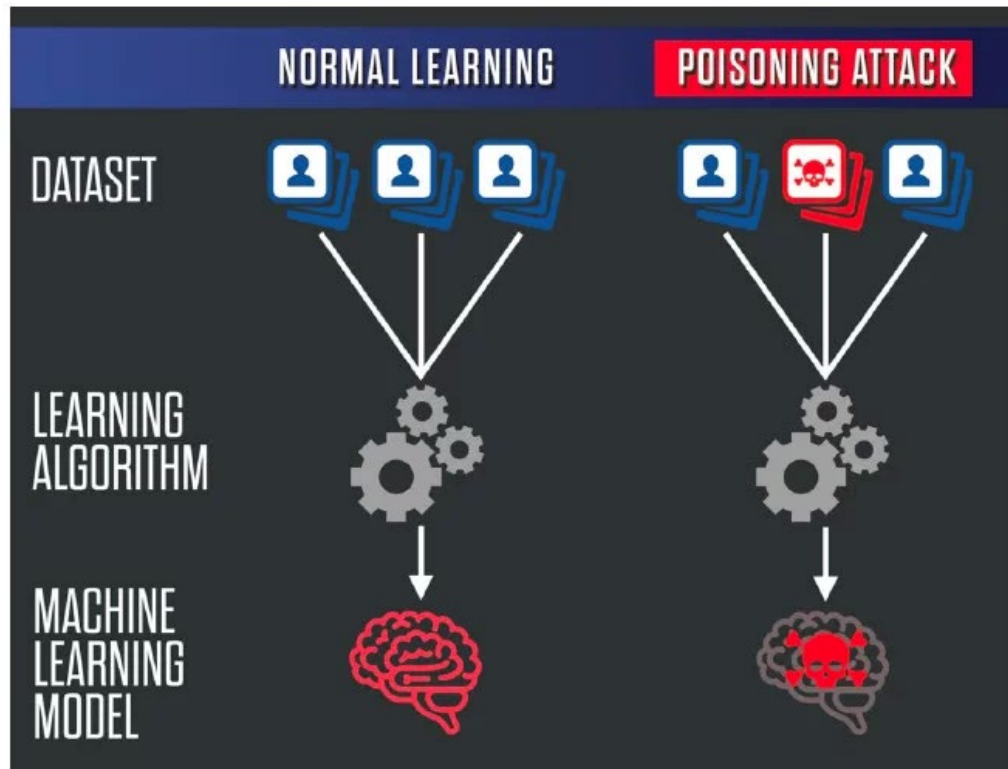 NORMAL LEARNING
POISONING ATTACK
DATASET
LEARNING
ALGORITHM
MACHINE
LEARNING
MODEL